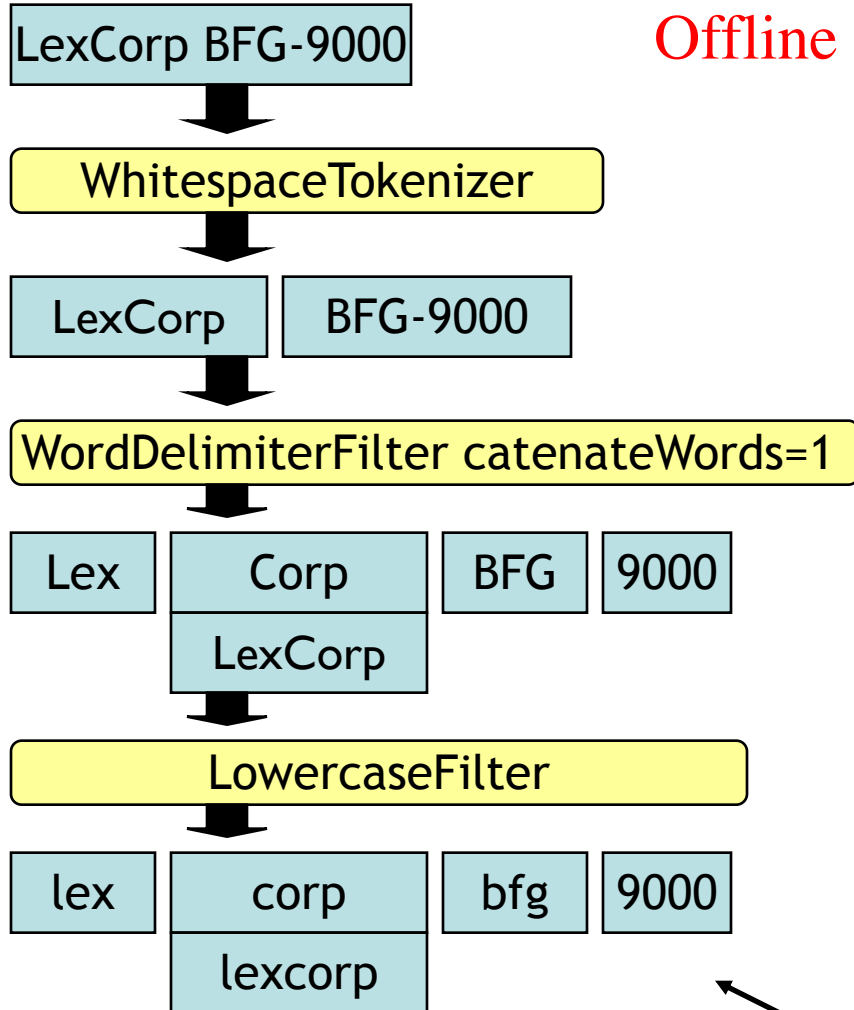 LexCorp BFG-9000 Offline
WhitespaceTokenizer
LexCorp BFG-9000
WordDelimiterFilter catenateWords=1
Lex Corp BFG 9000
LexCorp
LowercaseFilter
lex corp bfg 9000
lexcorp